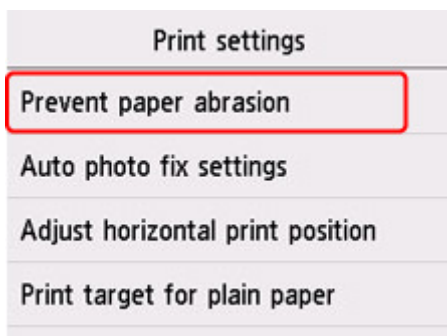 Print settings
Prevent paper abrasion
Auto photo fix settings
Adjust horizontal print position
Print target for plain paper